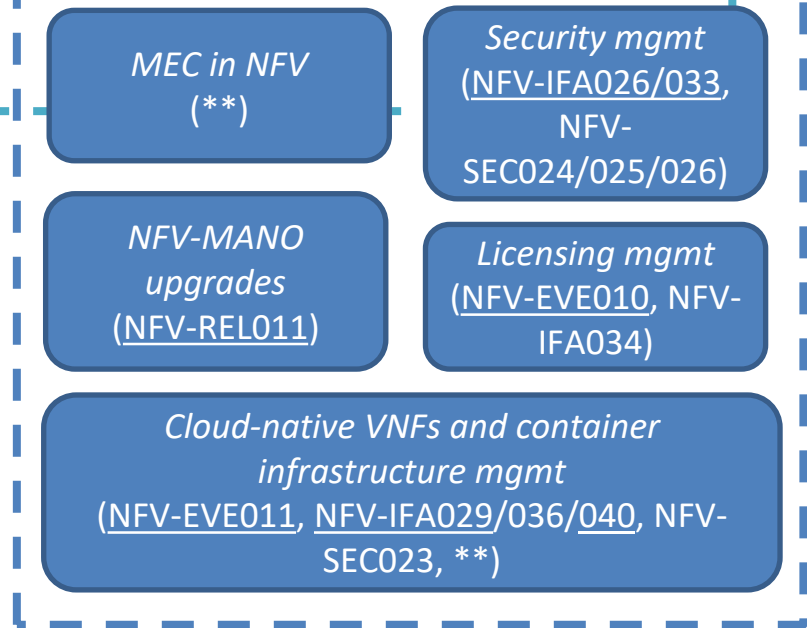 MEC in NFV
(**)
Security mgmt
(NFV-IFA026/033,
NFV-
SEC024/025/026)
NFV-MANO
upgrades
(NFV-REL011)
Licensing mgmt
(NFV-EVE010, NFV-
IFA034)
Cloud-native VNFs and container
infrastructure mgmt
(NFV-EVE011, NFV-IFA029/036/040, NFV-
SEC023, **)